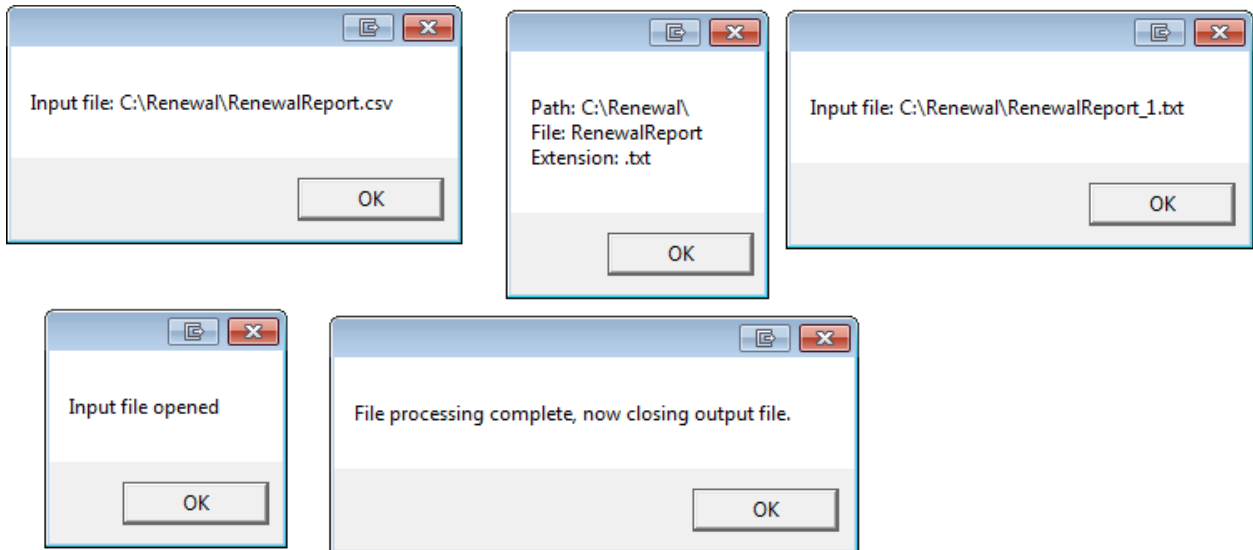 Input file: C:\Renewal\RenewalReport.csv
OK
Path: C:\Renewal\
File: RenewalReport
Extension: .txt
OK
Input file: C:\Renewal\RenewalReport_1.txt
OK
Input file opened
OK
File processing complete, now closing output file.
OK